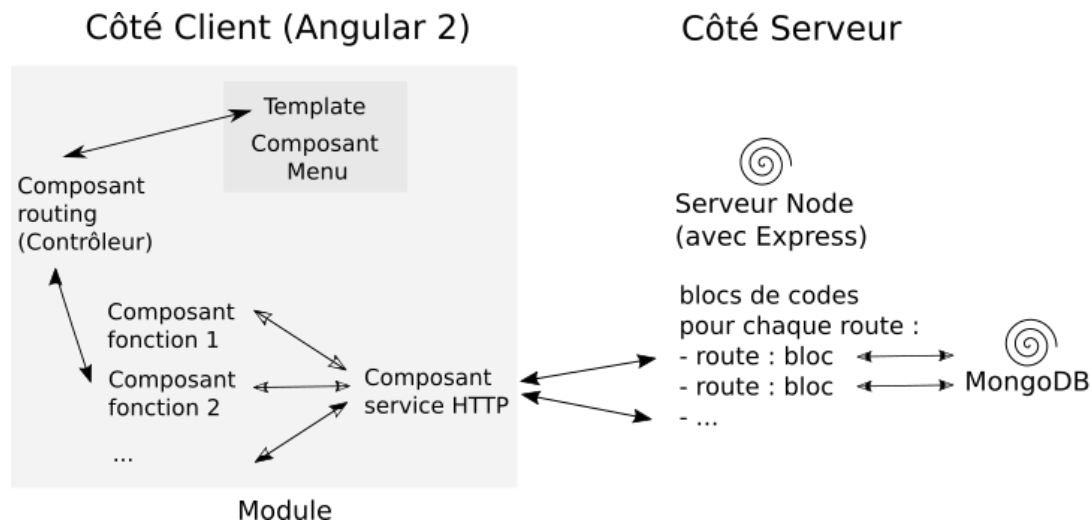 Côté Client (Angular 2)
Côté Serveur
Template
Composant
Menu
Composant
routing
(Contrôleur)
Composant
fonction 1
Composant
fonction 2
...
Composant
service HTTP
Module
Serveur Node
(avec Express)
blocs de codes
pour chaque route :
- route : bloc
- route : bloc
- ...
MongoDB